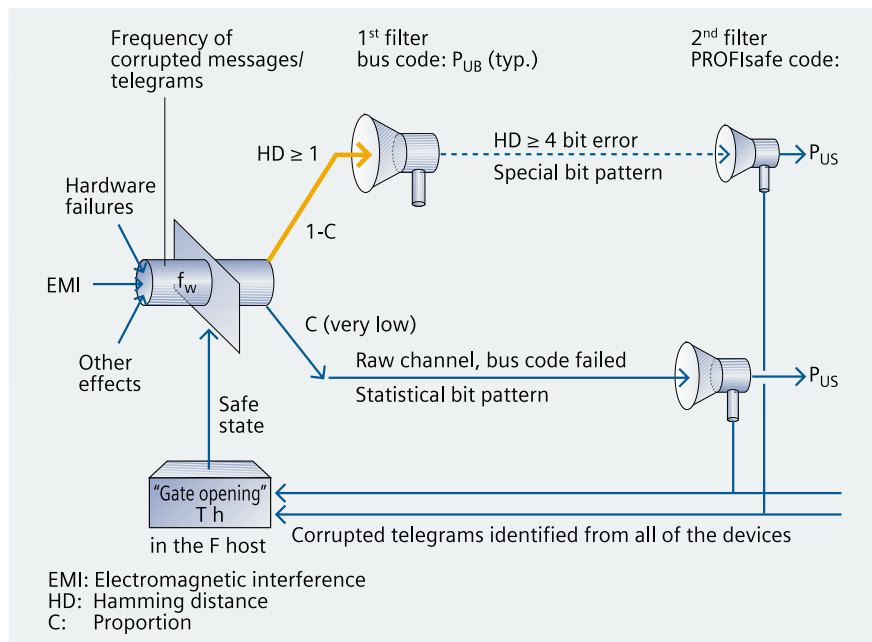 Frequency of
corrupted messages/
telegrams
1st filter
bus code: PUB (typ.)
2nd filter
PROFIsafe code:
HD ≥ 1
HD ≥ 4 bit error
Special bit pattern
PUS
Hardware
failures
1-C
EMI
fw
Other
effects
C (very low)
Raw channel, bus code failed
Statistical bit pattern
PUS
Safe
state
"Gate opening"
T h
in the F host
Corrupted telegrams identified from all of the devices
EMI: Electromagnetic interference
HD: Hamming distance
C: Proportion